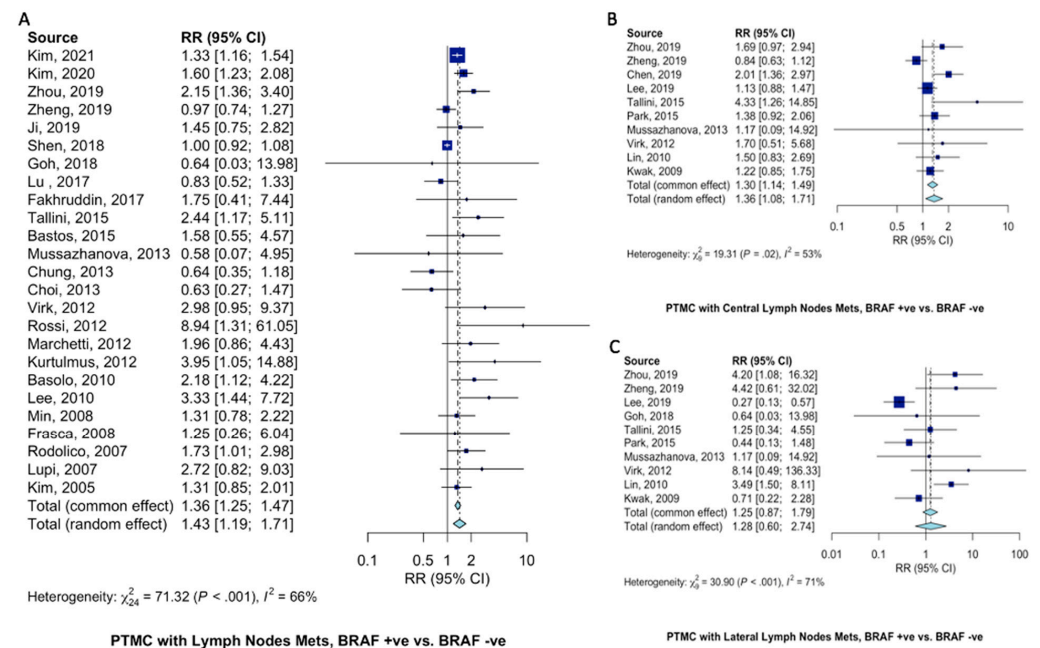 A
Source RR (95% CI)
Kim, 2021 1.33 [1.16; 1.54]
Kim, 2020 1.60 [1.23; 2.08]
Zhou, 2019 2.15 [1.36; 3.40]
Zheng, 2019 0.97 [0.74; 1.27]
Ji, 2019 1.45 [0.75; 2.82]
Shen, 2018 1.00 [0.92; 1.08]
Goh, 2018 0.64 [0.03; 13.98]
Lu , 2017 0.83 [0.52; 1.33]
Fakhruddin, 2017 1.75 [0.41; 7.44]
Tallini, 2015 2.44 [1.17; 5.11]
Bastos, 2015 1.58 [0.55; 4.57]
Mussazhanova, 2013 0.58 [0.07; 4.95]
Chung, 2013 0.64 [0.35; 1.18]
Choi, 2013 0.63 [0.27; 1.47]
Virk, 2012 2.98 [0.95; 9.37]
Rossi, 2012 8.94 [1.31; 61.05]
Marchetti, 2012 1.96 [0.86; 4.43]
Kurtulmus, 2012 3.95 [1.05; 14.88]
Basolo, 2010 2.18 [1.12; 4.22]
Lee, 2010 3.33 [1.44; 7.72]
Min, 2008 1.31 [0.78; 2.22]
Frasca, 2008 1.25 [0.26; 6.04]
Rodolico, 2007 1.73 [1.01; 2.98]
Lupi, 2007 2.72 [0.82; 9.03]
Kim, 2005 1.31 [0.85; 2.01]
Total (common effect) 1.36 [1.25; 1.47]
Total (random effect) 1.43 [1.19; 1.71]
0.1 0.5 1 2 10
RR (95% CI)
Heterogeneity: χ²₂₄ = 71.32 (P < .001), I² = 66%
PTMC with Lymph Nodes Mets, BRAF +ve vs. BRAF -ve
B
Source RR (95% CI)
Zhou, 2019 1.69 [0.97; 2.94]
Zheng, 2019 0.84 [0.63; 1.12]
Chen, 2019 2.01 [1.36; 2.97]
Lee, 2019 1.13 [0.88; 1.47]
Tallini, 2015 4.33 [1.26; 14.85]
Park, 2015 1.38 [0.92; 2.06]
Mussazhanova, 2013 1.17 [0.09; 14.92]
Virk, 2012 1.70 [0.51; 5.68]
Lin, 2010 1.50 [0.83; 2.69]
Kwak, 2009 1.22 [0.85; 1.75]
Total (common effect) 1.30 [1.14; 1.49]
Total (random effect) 1.36 [1.08; 1.71]
0.1 0.5 1 2 10
RR (95% CI)
Heterogeneity: χ²₉ = 19.31 (P = .02), I² = 53%
PTMC with Central Lymph Nodes Mets, BRAF +ve vs. BRAF -ve
C
Source RR (95% CI)
Zhou, 2019 4.20 [1.08; 16.32]
Zheng, 2019 4.42 [0.61; 32.02]
Lee, 2019 0.27 [0.13; 0.57]
Goh, 2018 0.64 [0.03; 13.98]
Tallini, 2015 1.25 [0.34; 4.55]
Park, 2015 0.44 [0.13; 1.48]
Mussazhanova, 2013 1.17 [0.09; 14.92]
Virk, 2012 8.14 [0.49; 136.33]
Lin, 2010 3.49 [1.50; 8.11]
Kwak, 2009 0.71 [0.22; 2.28]
Total (common effect) 1.25 [0.87; 1.79]
Total (random effect) 1.28 [0.60; 2.74]
0.01 0.1 1 10 100
RR (95% CI)
Heterogeneity: χ²₉ = 30.90 (P < .001), I² = 71%
PTMC with Lateral Lymph Nodes Mets, BRAF +ve vs. BRAF -ve